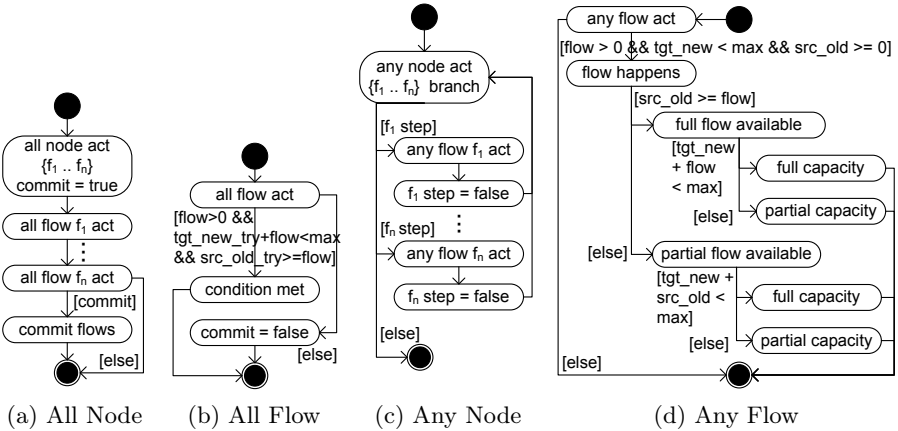 all node act
{f1 .. fn}
commit = true
all flow f1 act
⋮
all flow fn act
[commit]
commit flows
[else]
(a) All Node
all flow act
[flow>0 &&
tgt_new_try+flow<max
&& src_old_try>=flow]
condition met
commit = false
[else]
(b) All Flow
any node act
{f1 .. fn} branch
[f1 step]
any flow f1 act
f1 step = false
⋮
[fn step]
any flow fn act
fn step = false
[else]
(c) Any Node
any flow act
[flow > 0 && tgt_new < max && src_old >= 0]
flow happens
[src_old >= flow]
full flow available
[tgt_new
+ flow
< max]
full capacity
[else]
partial capacity
[else]
partial flow available
[tgt_new +
src_old <
max]
full capacity
[else]
partial capacity
[else]
(d) Any Flow